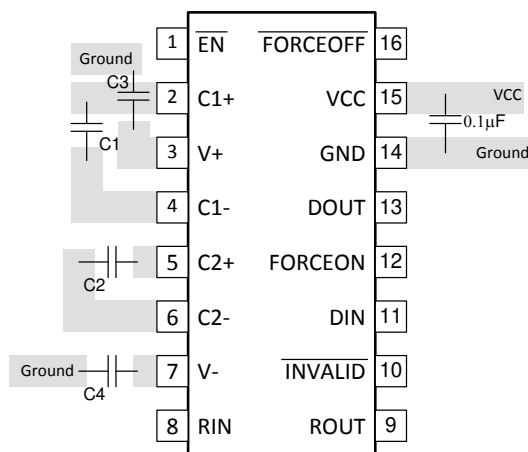 1 EN FORCEOFF 16
Ground
C3
2 C1+ VCC 15 VCC
C1
0.1µF
3 V+ GND 14 Ground
4 C1- DOUT 13
5 C2+ FORCEON 12
C2
6 C2- DIN 11
Ground 7 V- INVALID 10
C4
8 RIN ROUT 9